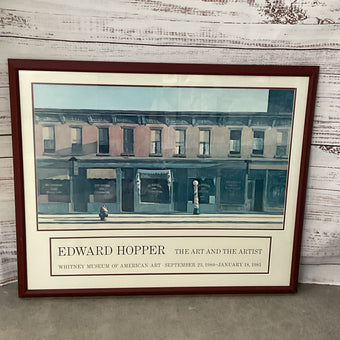 EDWARD HOPPER THE ART AND THE ARTIST
WHITNEY MUSEUM OF AMERICAN ART · SEPTEMBER 23, 1980–JANUARY 18, 1981